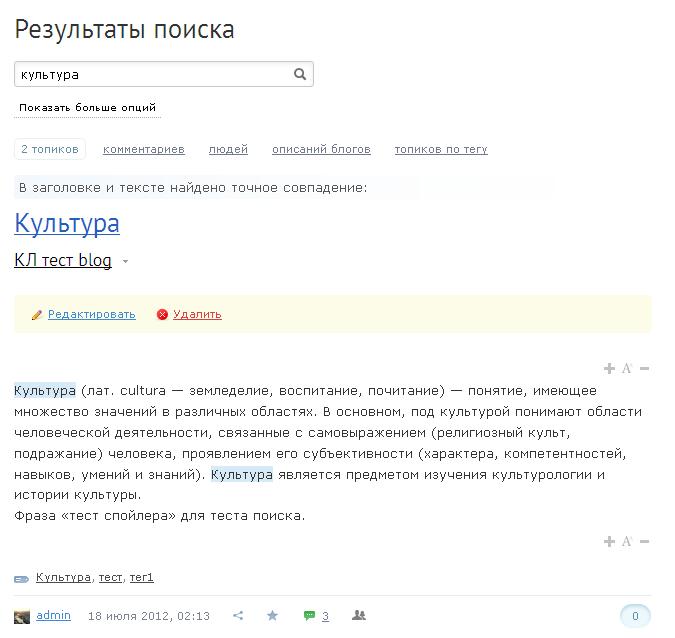 Результаты поиска
культура
Показать больше опций
2 топиков комментариев людей описаний блогов топиков по тегу
В заголовке и тексте найдено точное совпадение:
Культура
КЛ тест blog
Редактировать Удалить
A
Культура (лат. cultura — земледелие, воспитание, почитание) — понятие, имеющее
множество значений в различных областях. В основном, под культурой понимают области
человеческой деятельности, связанные с самовыражением (религиозный культ,
подражание) человека, проявлением его субъективности (характера, компетентностей,
навыков, умений и знаний). Культура является предметом изучения культурологии и
истории культуры.
Фраза «тест спойлера» для теста поиска.
A
Культура, тест, тег1
admin 18 июля 2012, 02:13 3 0